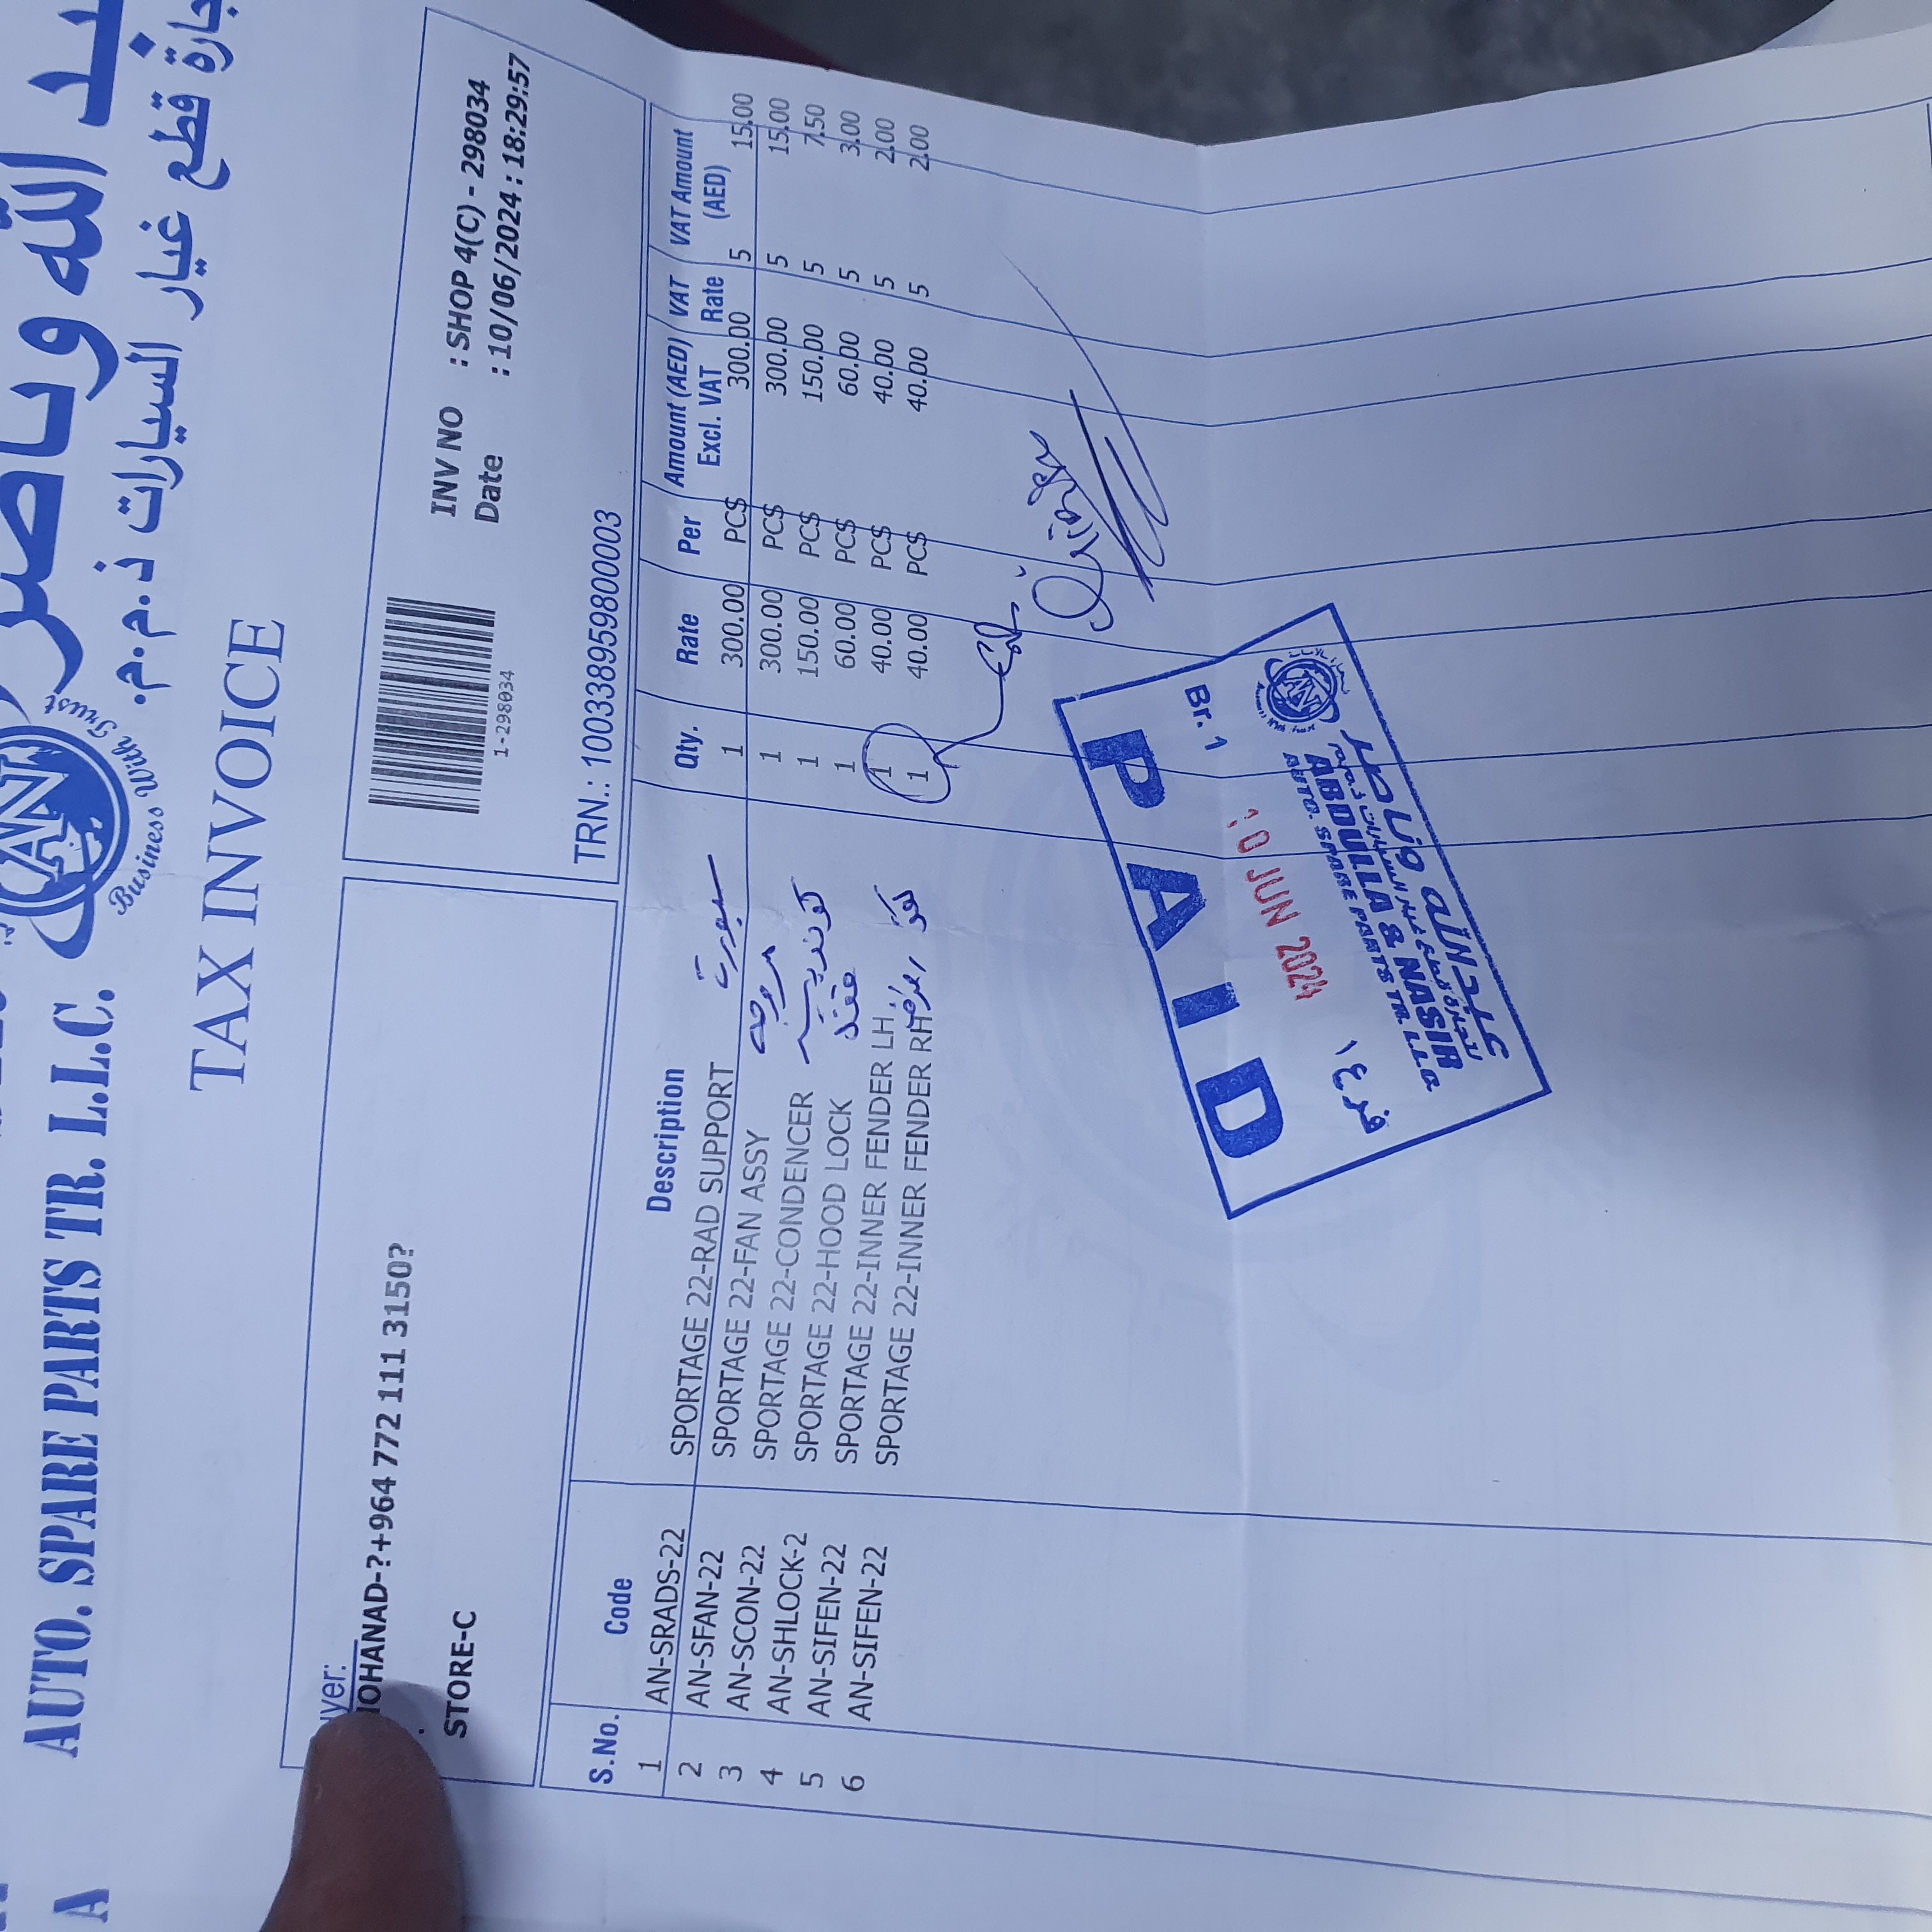 جارة قطع غيار السيارات ذ.م.م.
AN
Business With Trust
AUTO. SPARE PARTS TR. L.L.C.
TAX INVOICE
IOHANAD-?+964 772 111 3150?
STORE-C
1-298034
INV NO : SHOP 4(C) - 298034
Date : 10/06/2024 : 18:29:57
TRN.: 100338959800003
S.No. Code Description Qty. Rate Per Amount (AED) Excl. VAT VAT Rate VAT Amount (AED)
1 AN-SRADS-22 SPORTAGE 22-RAD SUPPORT سبورت 1 300.00 PCS 300.00 5 15.00
2 AN-SFAN-22 SPORTAGE 22-FAN ASSY مروحه 1 300.00 PCS 300.00 5 15.00
3 AN-SCON-22 SPORTAGE 22-CONDENCER 1 150.00 PCS 150.00 5 7.50
4 AN-SHLOCK-2 SPORTAGE 22-HOOD LOCK 1 60.00 PCS 60.00 5 3.00
5 AN-SIFEN-22 SPORTAGE 22-INNER FENDER LH 1 40.00 PCS 40.00 5 2.00
6 AN-SIFEN-22 SPORTAGE 22-INNER FENDER RH 1 40.00 PCS 40.00 5 2.00
PAID
Br. 1
10 JUN 2024
فرع ١
ABDULLA & NASIR
AUTO. SPARE PARTS TR. L.L.C